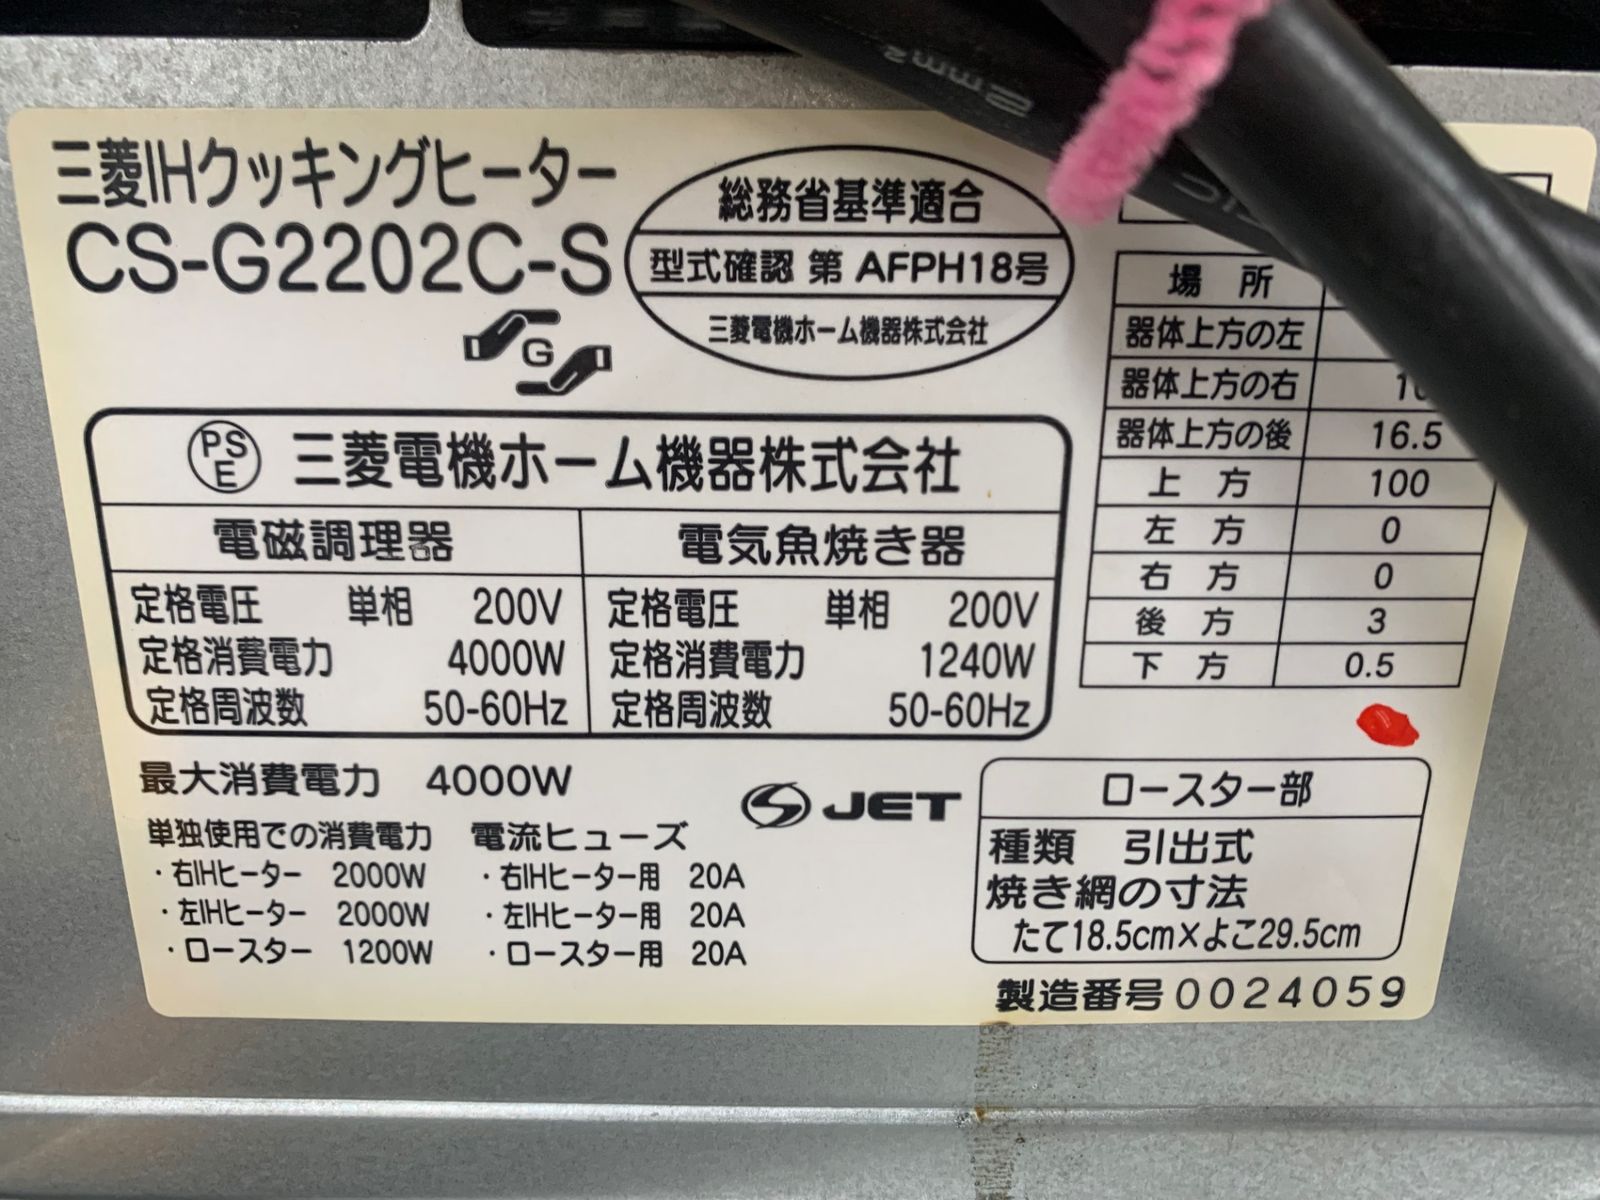 三菱IHクッキングヒーター
CS-G2202C-S
G
総務省基準適合
型式確認 第 AFPH18号
三菱電機ホーム機器株式会社
2mm²
PS
E
三菱電機ホーム機器株式会社
電磁調理器
定格電圧 単相 200V
定格消費電力 4000W
定格周波数 50-60Hz
電気魚焼き器
定格電圧 単相 200V
定格消費電力 1240W
定格周波数 50-60Hz
場 所
器体上方の左
器体上方の右
器体上方の後 16.5
上 方 100
左 方 0
右 方 0
後 方 3
下 方 0.5
最大消費電力 4000W
単独使用での消費電力
・右IHヒーター 2000W
・左IHヒーター 2000W
・ロースター 1200W
電流ヒューズ
・右IHヒーター用 20A
・左IHヒーター用 20A
・ロースター用 20A
JET
ロースター部
種類 引出式
焼き網の寸法
たて18.5cm×よこ29.5cm
製造番号0024059